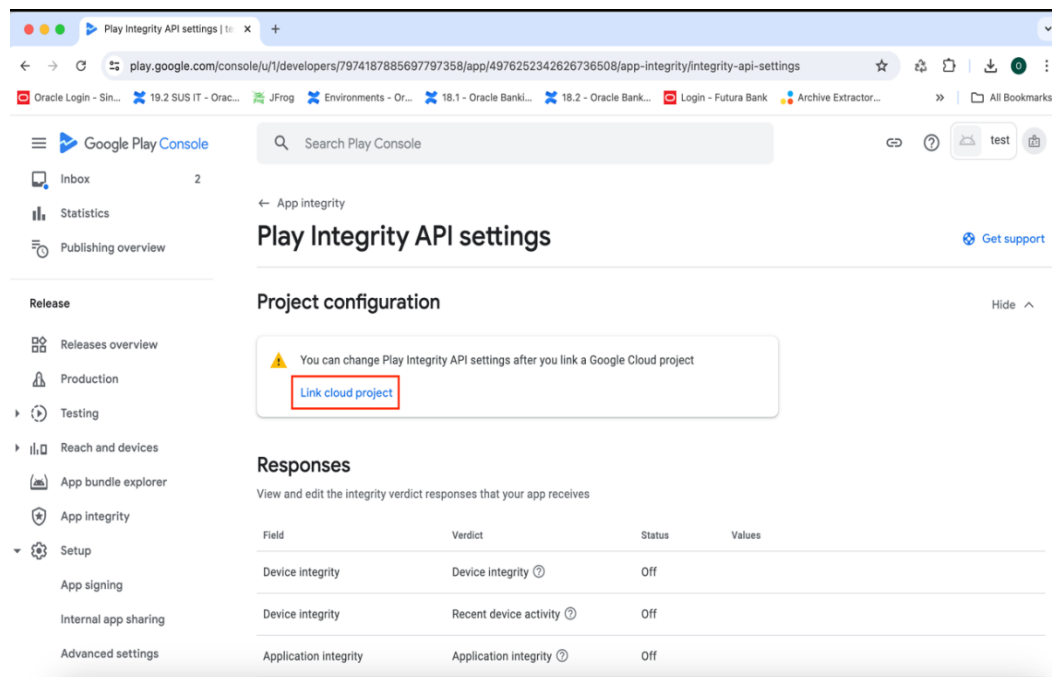 Play Integrity API settings | te
play.google.com/console/u/1/developers/7974187885697797358/app/4976252342626736508/app-integrity/integrity-api-settings
Oracle Login - Sin... 19.2 SUS IT - Orac... JFrog Environments - Or... 18.1 - Oracle Banki... 18.2 - Oracle Bank... Login - Futura Bank Archive Extractor... » All Bookmarks
Google Play Console
Search Play Console
test
Inbox 2
Statistics
Publishing overview
Release
Releases overview
Production
Testing
Reach and devices
App bundle explorer
App integrity
Setup
App signing
Internal app sharing
Advanced settings
← App integrity
Play Integrity API settings
Get support
Project configuration
Hide
You can change Play Integrity API settings after you link a Google Cloud project
Link cloud project
Responses
View and edit the integrity verdict responses that your app receives
Field Verdict Status Values
Device integrity Device integrity Off
Device integrity Recent device activity Off
Application integrity Application integrity Off